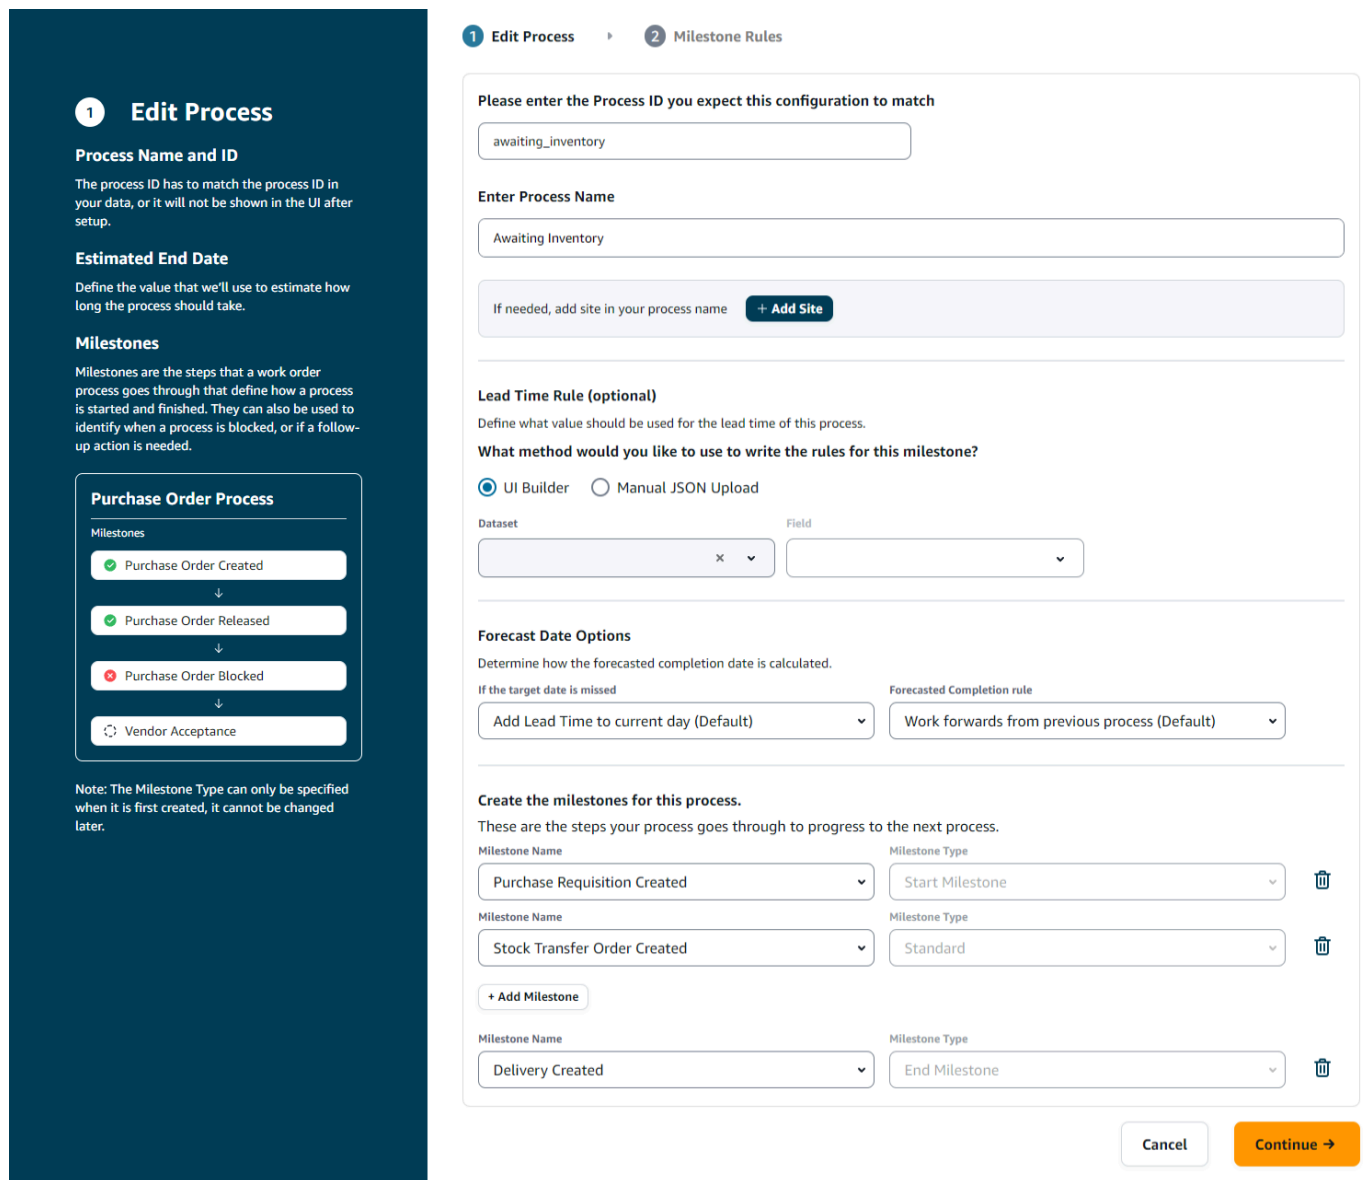 1 Edit Process
Process Name and ID
The process ID has to match the process ID in
your data, or it will not be shown in the UI after
setup.
Estimated End Date
Define the value that we'll use to estimate how
long the process should take.
Milestones
Milestones are the steps that a work order
process goes through that define how a process
is started and finished. They can also be used to
identify when a process is blocked, or if a follow-
up action is needed.
Purchase Order Process
Milestones
Purchase Order Created
Purchase Order Released
Purchase Order Blocked
Vendor Acceptance
Note: The Milestone Type can only be specified
when it is first created, it cannot be changed
later.
1 Edit Process 2 Milestone Rules
Please enter the Process ID you expect this configuration to match
awaiting_inventory
Enter Process Name
Awaiting Inventory
If needed, add site in your process name + Add Site
Lead Time Rule (optional)
Define what value should be used for the lead time of this process.
What method would you like to use to write the rules for this milestone?
UI Builder Manual JSON Upload
Dataset Field
Forecast Date Options
Determine how the forecasted completion date is calculated.
If the target date is missed Forecasted Completion rule
Add Lead Time to current day (Default) Work forwards from previous process (Default)
Create the milestones for this process.
These are the steps your process goes through to progress to the next process.
Milestone Name Milestone Type
Purchase Requisition Created Start Milestone
Milestone Name Milestone Type
Stock Transfer Order Created Standard
+ Add Milestone
Milestone Name Milestone Type
Delivery Created End Milestone
Cancel Continue →